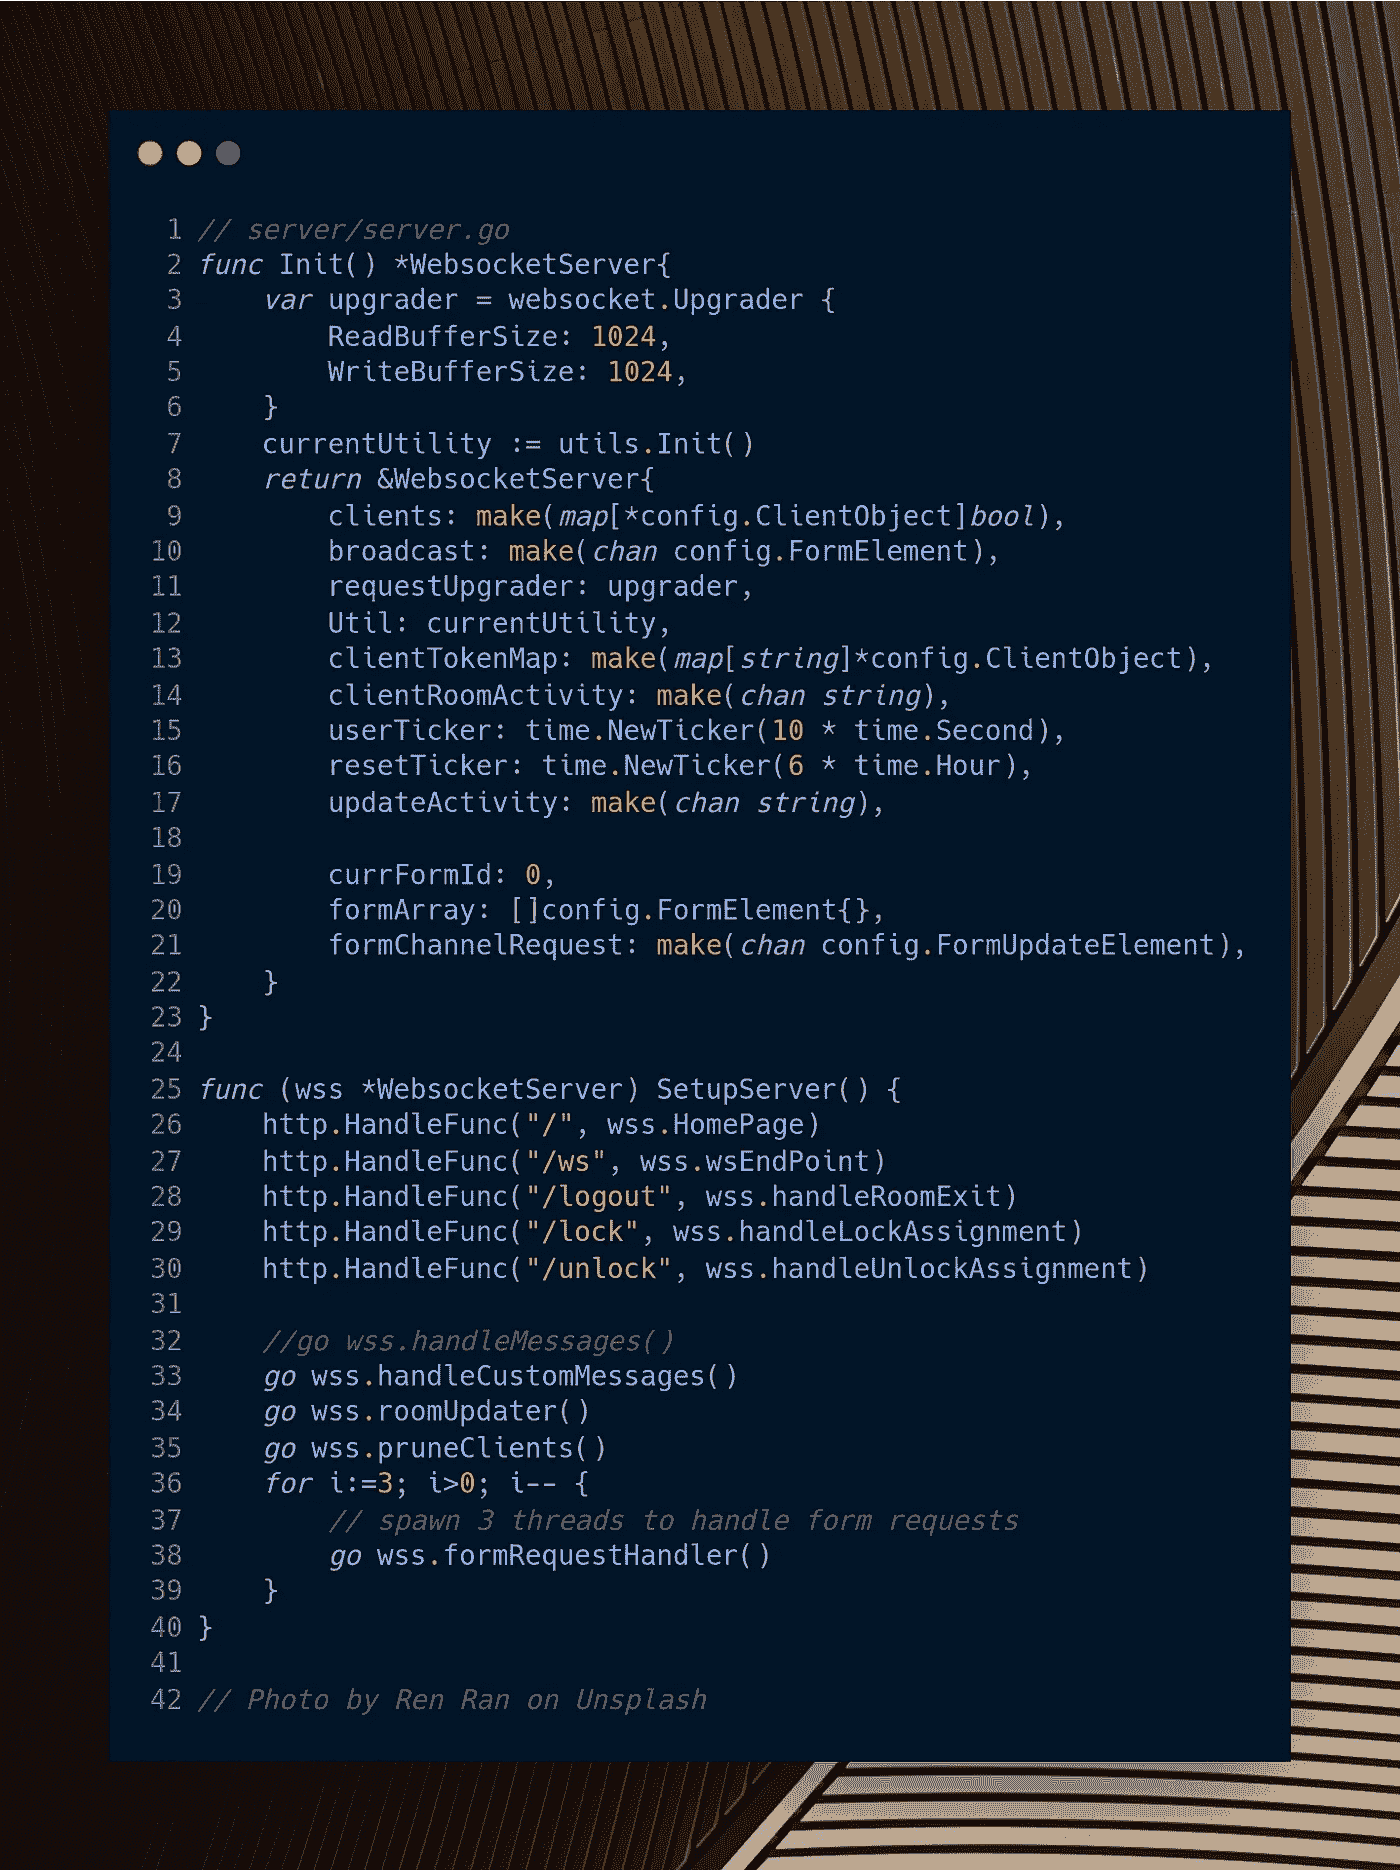 1 // server/server.go
2 func Init() *WebsocketServer{
3     var upgrader = websocket.Upgrader {
4         ReadBufferSize: 1024,
5         WriteBufferSize: 1024,
6     }
7     currentUtility := utils.Init()
8     return &WebsocketServer{
9         clients: make(map[*config.ClientObject]bool),
10         broadcast: make(chan config.FormElement),
11         requestUpgrader: upgrader,
12         Util: currentUtility,
13         clientTokenMap: make(map[string]*config.ClientObject),
14         clientRoomActivity: make(chan string),
15         userTicker: time.NewTicker(10 * time.Second),
16         resetTicker: time.NewTicker(6 * time.Hour),
17         updateActivity: make(chan string),
18
19         currFormId: 0,
20         formArray: []config.FormElement{},
21         formChannelRequest: make(chan config.FormUpdateElement),
22     }
23 }
24
25 func (wss *WebsocketServer) SetupServer() {
26     http.HandleFunc("/", wss.HomePage)
27     http.HandleFunc("/ws", wss.wsEndPoint)
28     http.HandleFunc("/logout", wss.handleRoomExit)
29     http.HandleFunc("/lock", wss.handleLockAssignment)
30     http.HandleFunc("/unlock", wss.handleUnlockAssignment)
31
32     //go wss.handleMessages()
33     go wss.handleCustomMessages()
34     go wss.roomUpdater()
35     go wss.pruneClients()
36     for i:=3; i>0; i-- {
37         // spawn 3 threads to handle form requests
38         go wss.formRequestHandler()
39     }
40 }
41
42 // Photo by Ren Ran on Unsplash